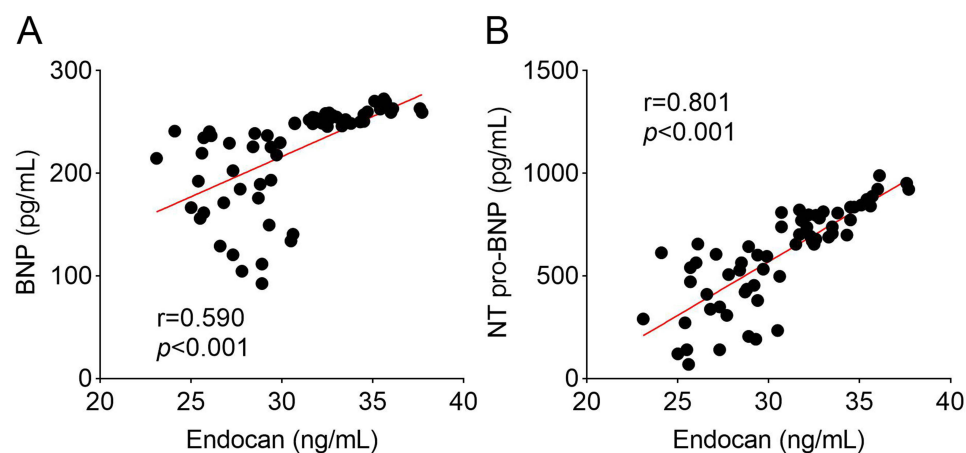 A
BNP (pg/mL)
300
200
100
0
r=0.590
p<0.001
20 25 30 35 40
Endocan (ng/mL)
B
NT pro-BNP (pg/mL)
1500
1000
500
0
r=0.801
p<0.001
20 25 30 35 40
Endocan (ng/mL)